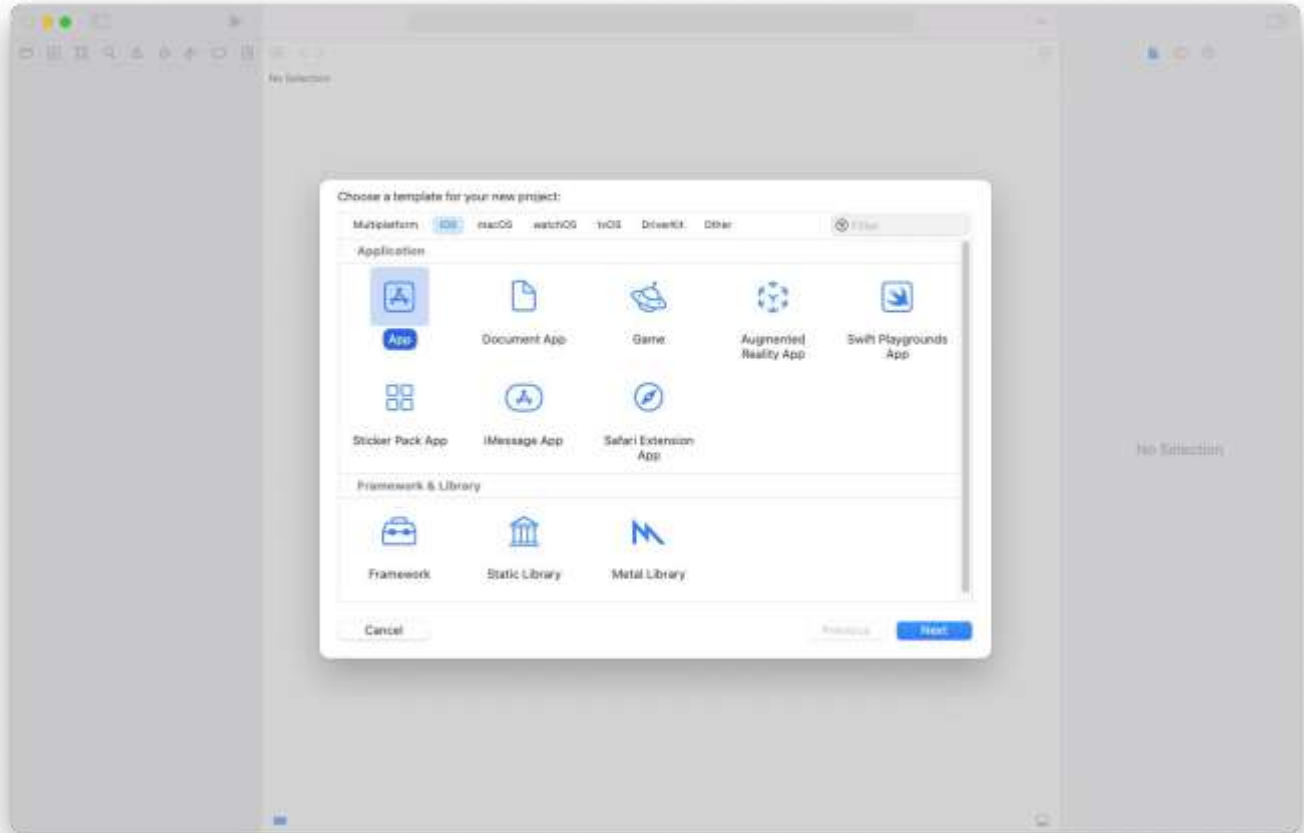 No Selection
Choose a template for your new project:
Multiplatform iOS macOS watchOS tvOS DriverKit Other Filter
Application
App Document App Game Augmented Reality App Swift Playgrounds App
Sticker Pack App iMessage App Safari Extension App
No Selection
Framework & Library
Framework Static Library Metal Library
Cancel Previous Next